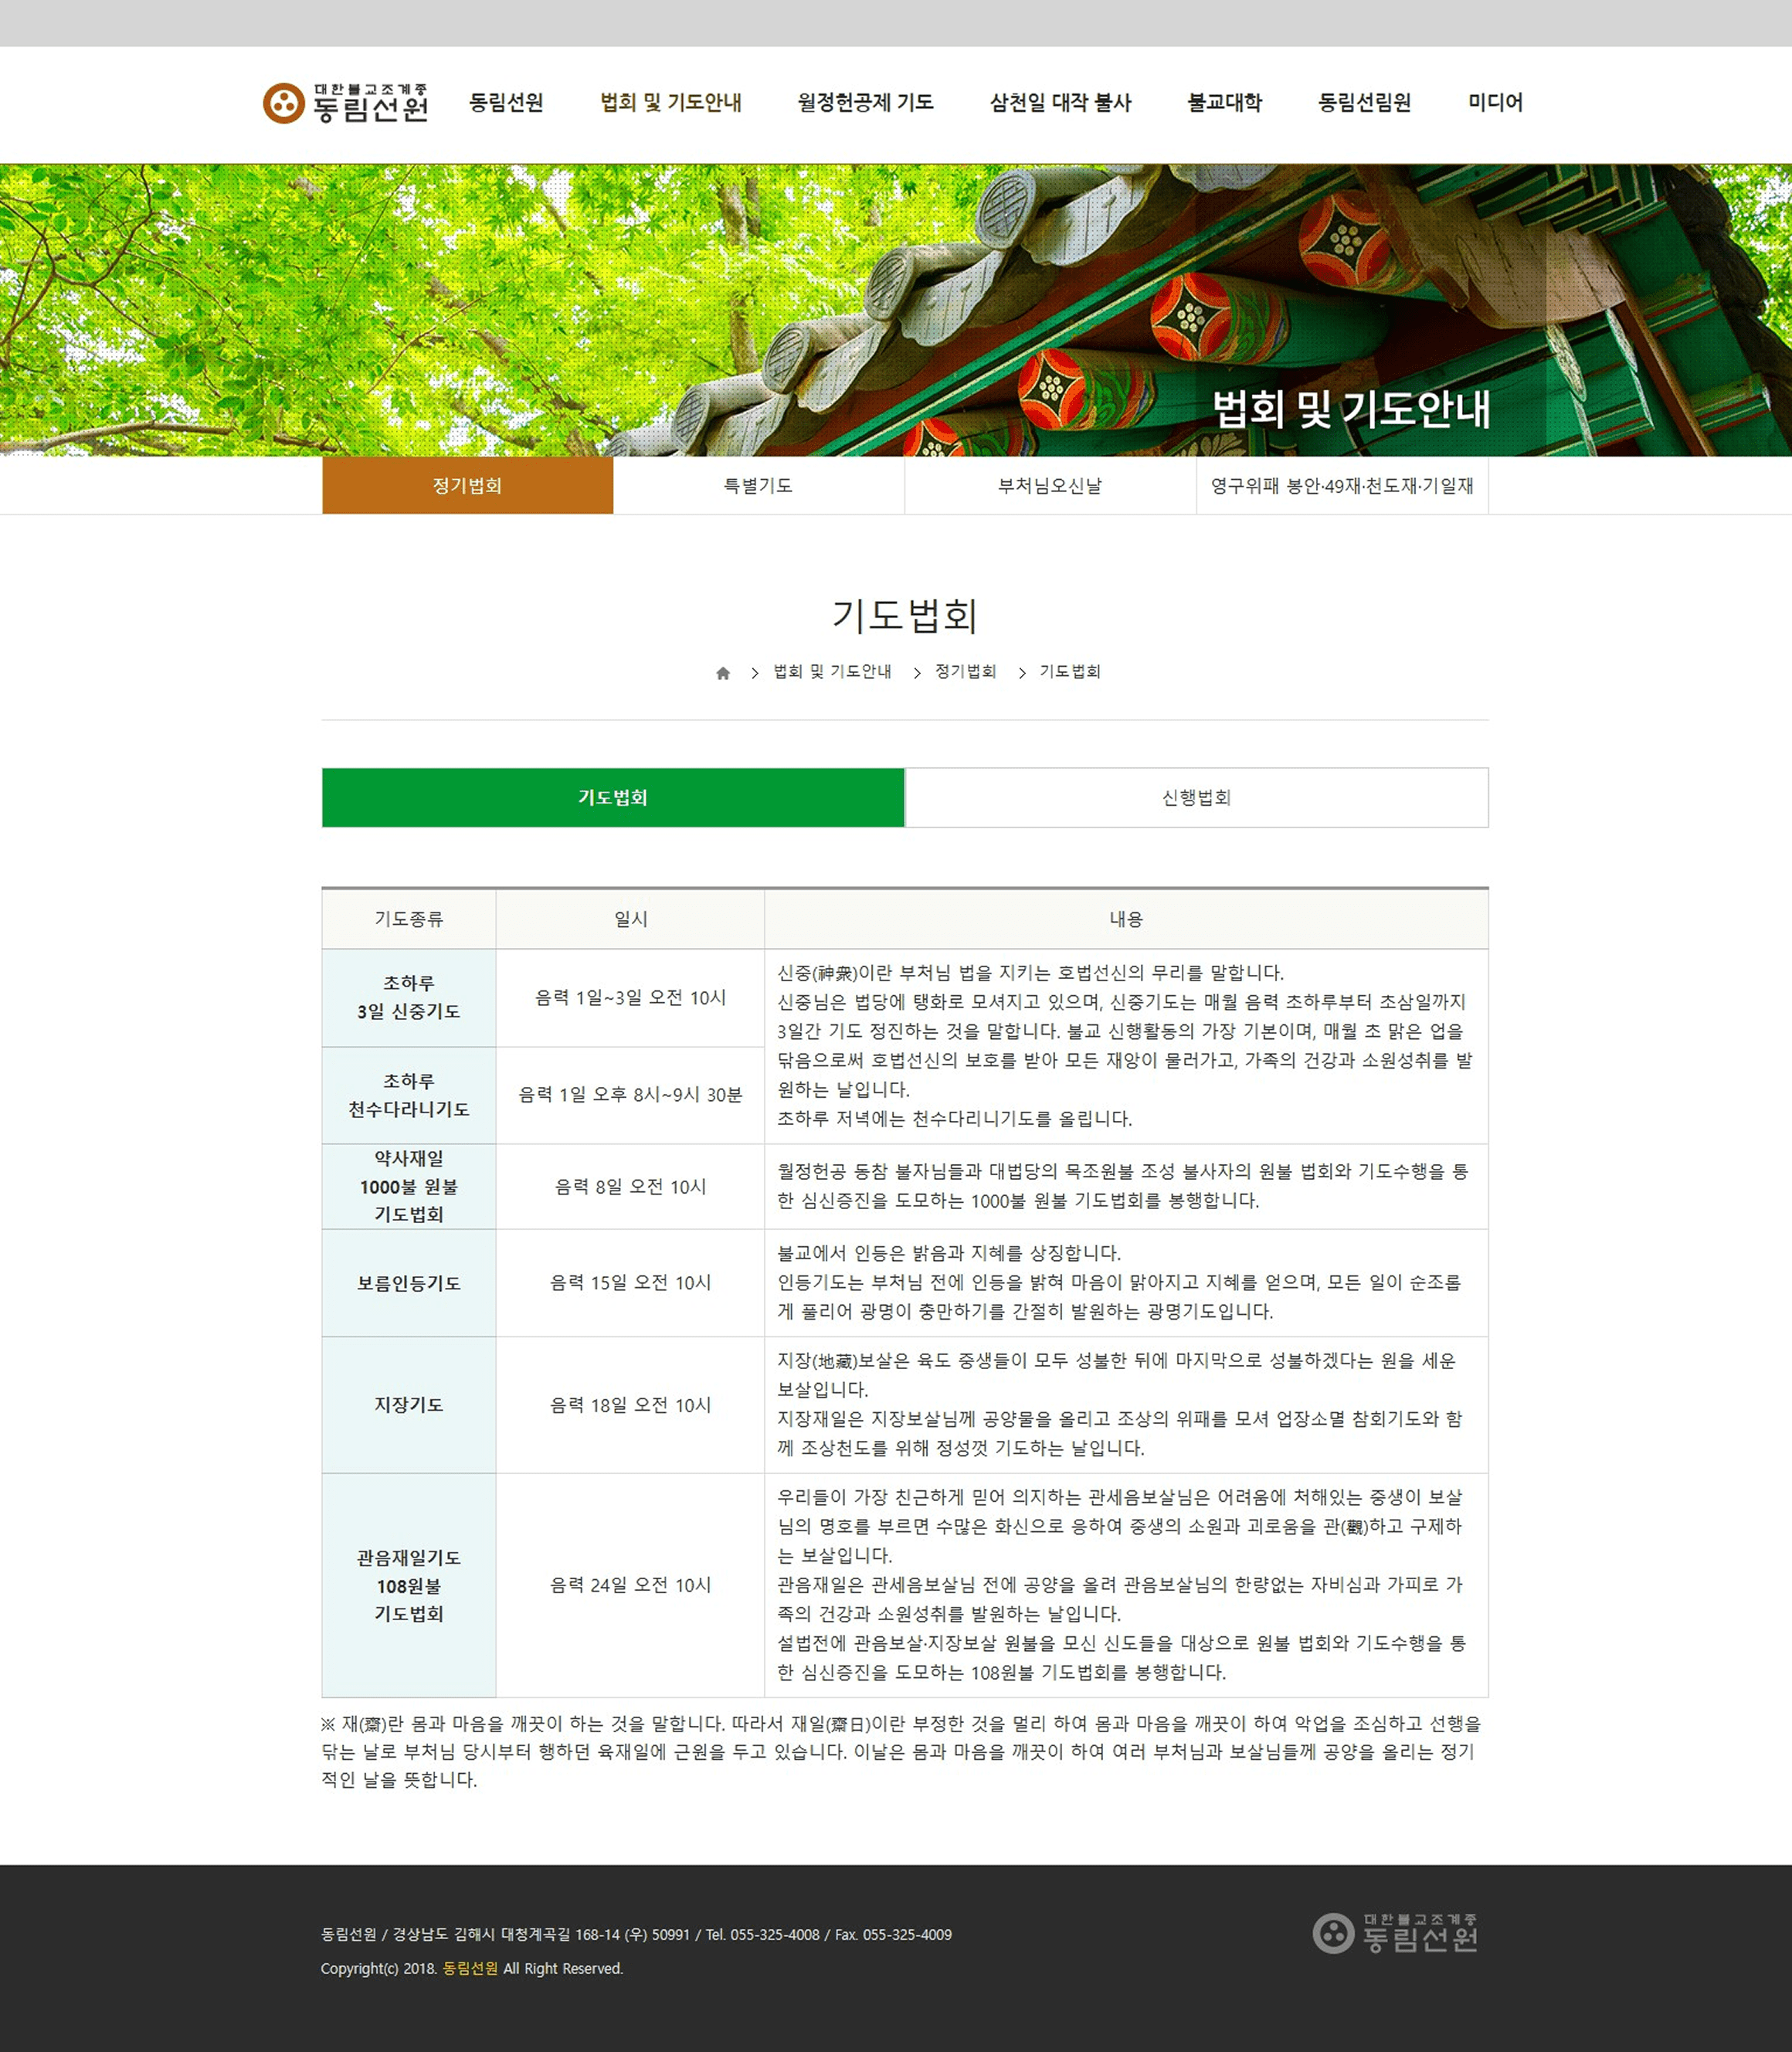 대한불교조계종
동림선원
동림선원 법회 및 기도안내 월정헌공제 기도 삼천일 대작 불사 불교대학 동림선림원 미디어
법회 및 기도안내
정기법회 특별기도 부처님오신날 영구위패 봉안·49재·천도재·기일재
기도법회
> 법회 및 기도안내 > 정기법회 > 기도법회
기도법회 신행법회
기도종류 일시 내용
초하루
3일 신중기도
음력 1일~3일 오전 10시
신중(神衆)이란 부처님 법을 지키는 호법선신의 무리를 말합니다.
신중님은 법당에 탱화로 모셔지고 있으며, 신중기도는 매월 음력 초하루부터 초삼일까지
3일간 기도 정진하는 것을 말합니다. 불교 신행활동의 가장 기본이며, 매월 초 맑은 업을
닦음으로써 호법선신의 보호를 받아 모든 재앙이 물러가고, 가족의 건강과 소원성취를 발
원하는 날입니다.
초하루 저녁에는 천수다리니기도를 올립니다.
초하루
천수다라니기도
음력 1일 오후 8시~9시 30분
약사재일
1000불 원불
기도법회
음력 8일 오전 10시
월정헌공 동참 불자님들과 대법당의 목조원불 조성 불사자의 원불 법회와 기도수행을 통
한 심신증진을 도모하는 1000불 원불 기도법회를 봉행합니다.
보름인등기도
음력 15일 오전 10시
불교에서 인등은 밝음과 지혜를 상징합니다.
인등기도는 부처님 전에 인등을 밝혀 마음이 맑아지고 지혜를 얻으며, 모든 일이 순조롭
게 풀리어 광명이 충만하기를 간절히 발원하는 광명기도입니다.
지장기도
음력 18일 오전 10시
지장(地藏)보살은 육도 중생들이 모두 성불한 뒤에 마지막으로 성불하겠다는 원을 세운
보살입니다.
지장재일은 지장보살님께 공양물을 올리고 조상의 위패를 모셔 업장소멸 참회기도와 함
께 조상천도를 위해 정성껏 기도하는 날입니다.
관음재일기도
108원불
기도법회
음력 24일 오전 10시
우리들이 가장 친근하게 믿어 의지하는 관세음보살님은 어려움에 처해있는 중생이 보살
님의 명호를 부르면 수많은 화신으로 응하여 중생의 소원과 괴로움을 관(觀)하고 구제하
는 보살입니다.
관음재일은 관세음보살님 전에 공양을 올려 관음보살님의 한량없는 자비심과 가피로 가
족의 건강과 소원성취를 발원하는 날입니다.
설법전에 관음보살·지장보살 원불을 모신 신도들을 대상으로 원불 법회와 기도수행을 통
한 심신증진을 도모하는 108원불 기도법회를 봉행합니다.
※ 재(齋)란 몸과 마음을 깨끗이 하는 것을 말합니다. 따라서 재일(齋日)이란 부정한 것을 멀리 하여 몸과 마음을 깨끗이 하여 악업을 조심하고 선행을
닦는 날로 부처님 당시부터 행하던 육재일에 근원을 두고 있습니다. 이날은 몸과 마음을 깨끗이 하여 여러 부처님과 보살님들께 공양을 올리는 정기
적인 날을 뜻합니다.
동림선원 / 경상남도 김해시 대청계곡길 168-14 (우) 50991 / Tel. 055-325-4008 / Fax. 055-325-4009
Copyright(c) 2018. 동림선원 All Right Reserved.
대한불교조계종
동림선원